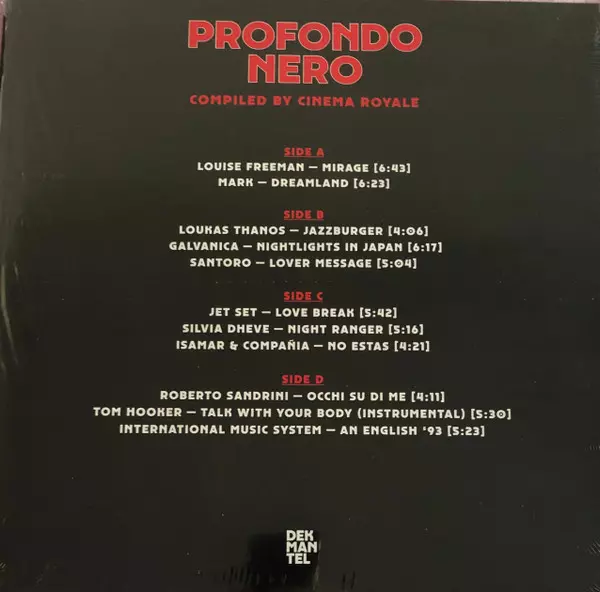 PROFONDO
NERO
COMPILED BY CINEMA ROYALE
SIDE A
LOUISE FREEMAN — MIRAGE [6:43]
MARK — DREAMLAND [6:23]
SIDE B
LOUKAS THANOS — JAZZBURGER [4:06]
GALVANICA — NIGHTLIGHTS IN JAPAN [6:17]
SANTORO — LOVER MESSAGE [5:04]
SIDE C
JET SET — LOVE BREAK [5:42]
SILVIA DHEVE — NIGHT RANGER [5:16]
ISAMAR & COMPAÑIA — NO ESTAS [4:21]
SIDE D
ROBERTO SANDRINI — OCCHI SU DI ME [4:11]
TOM HOOKER — TALK WITH YOUR BODY (INSTRUMENTAL) [5:30]
INTERNATIONAL MUSIC SYSTEM — AN ENGLISH '93 [5:23]
DEK
MAN
TEL